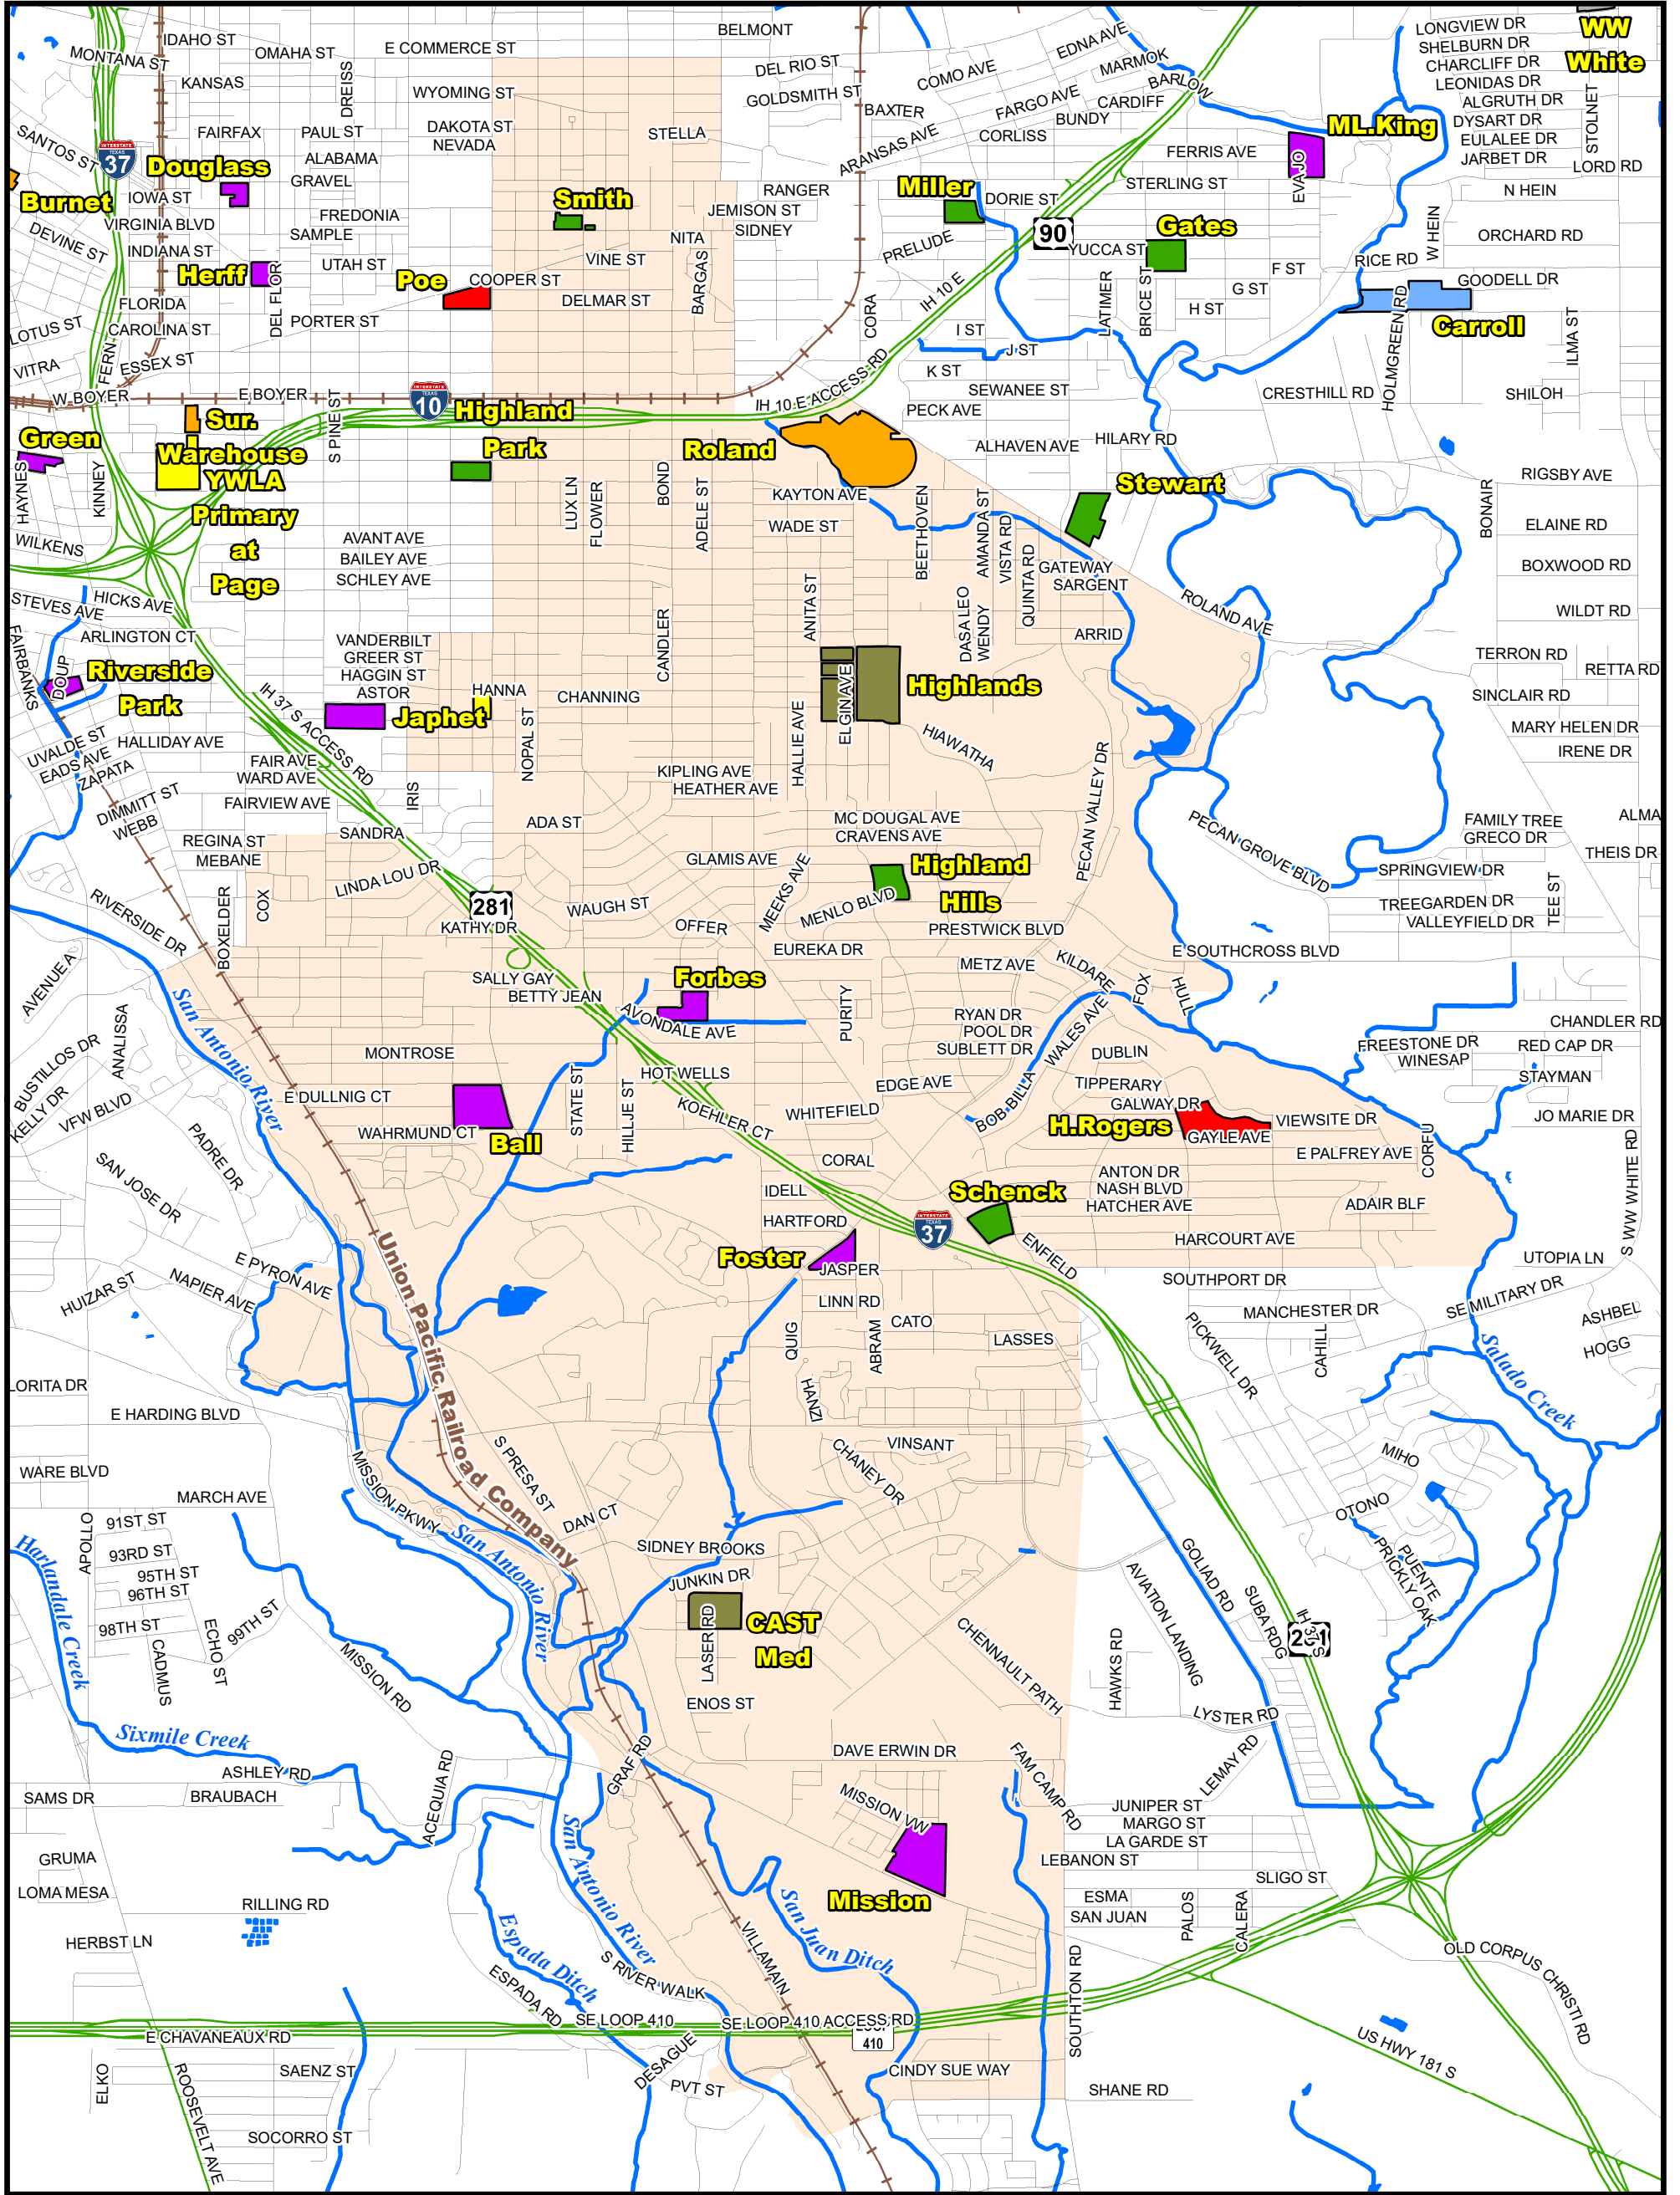 BELMONT
LONGVIEW DR
WW
White
IDAHO ST
OMAHA ST
E COMMERCE ST
EDNA AVE
SHELBURN DR
MONTANA ST
DEL RIO ST
COMO AVE
MARMOK
CHARCLIFF DR
KANSAS
DREISS
WYOMING ST
GOLDSMITH ST
BARLOW
LEONIDAS DR
FARGO AVE
CARDIFF
ALGRUTH DR
BAXTER
BUNDY
DYSART DR
STOLNET
SANTOS ST
FAIRFAX
PAUL ST
DAKOTA ST
NEVADA
STELLA
ARANSAS AVE
CORLISS
ML.King
EULALEE DR
INTERSTATE
TEXAS
37
Douglass
ALABAMA
FERRIS AVE
JARBET DR
LORD RD
GRAVEL
EVA JO
STERLING ST
N HEIN
Burnet
IOWA ST
Smith
RANGER
Miller
DORIE ST
FREDONIA
JEMISON ST
VIRGINIA BLVD
SAMPLE
SIDNEY
90
Gates
W HEIN
ORCHARD RD
DEVINE ST
INDIANA ST
NITA
PRELUDE
YUCCA ST
Herff
UTAH ST
VINE ST
BARGAS
F ST
RICE RD
DEL FLOR
Poe
COOPER ST
IH 10 E
LATIMER
BRICE ST
G ST
GOODELL DR
FLORIDA
DELMAR ST
CORA
H ST
HOLMGREEN RD
Carroll
LOTUS ST
CAROLINA ST
PORTER ST
I ST
ILMA ST
FERN
J ST
VITRA
ESSEX ST
IH 10 E ACCESS RD
K ST
W BOYER
E BOYER
INTERSTATE
TEXAS
10
SEWANEE ST
CRESTHILL RD
SHILOH
Sur.
Warehouse
S PINE ST
Highland
Park
PECK AVE
Green
Roland
ALHAVEN AVE
HILARY RD
HAYNES
KINNEY
YWLA
Primary
at
Page
LUX LN
FLOWER
BOND
ADELE ST
KAYTON AVE
BEETHOVEN
AMANDA ST
VISTA RD
Stewart
RIGSBY AVE
BONAIR
WADE ST
ELAINE RD
WILKENS
AVANT AVE
BAILEY AVE
SCHLEY AVE
QUINTA RD
GATEWAY
SARGENT
BOXWOOD RD
STEVES AVE
HICKS AVE
ANITA ST
DASA LEO
WENDY
ROLAND AVE
WILDT RD
ARLINGTON CT
VANDERBILT
CANDLER
ARRID
FAIRBANKS
DOUP
Riverside
Park
GREER ST
HAGGIN ST
ASTOR
HANNA
CHANNING
Highlands
ELGIN AVE
TERRON RD
RETTA RD
SINCLAIR RD
IH 37 S ACCESS RD
Japhet
NOPAL ST
HALLIE AVE
HIAWATHA
MARY HELEN DR
UVALDE ST
HALLIDAY AVE
IRENE DR
EADS AVE
FAIR AVE
KIPLING AVE
PECAN VALLEY DR
ZAPATA
WARD AVE
HEATHER AVE
DIMMITT ST
FAIRVIEW AVE
IRIS
WEBB
SANDRA
ADA ST
MC DOUGAL AVE
PECAN GROVE BLVD
FAMILY TREE
ALMA
REGINA ST
CRAVENS AVE
GRECO DR
MEBANE
GLAMIS AVE
Highland
Hills
THEIS DR
LINDA LOU DR
MEEKS AVE
SPRINGVIEW DR
BOXELDER
COX
281
WAUGH ST
MENLO BLVD
TREEGARDEN DR
TEE ST
RIVERSIDE DR
KATHY DR
OFFER
PRESTWICK BLVD
VALLEYFIELD DR
EUREKA DR
E SOUTHCROSS BLVD
AVENUE A
SALLY GAY
Forbes
METZ AVE
KILDARE
FOX
HULL
BETTY JEAN
San Antonio River
AVONDALE AVE
PURITY
RYAN DR
POOL DR
SUBLETT DR
WALES AVE
CHANDLER RD
ANALISSA
MONTROSE
DUBLIN
FREESTONE DR
RED CAP DR
WINESAP
BUSTILLOS DR
HOT WELLS
EDGE AVE
TIPPERARY
STAYMAN
KELLY DR
E DULLNIG CT
STATE ST
HILLJE ST
KOEHLER CT
WHITEFIELD
BOB BILLA
GALWAY DR
VFW BLVD
H.Rogers
VIEWSITE DR
JO MARIE DR
WAHRMUND CT
Ball
GAYLE AVE
PADRE DR
CORAL
E PALFREY AVE
CORFU
S WW WHITE RD
SAN JOSE DR
ANTON DR
NASH BLVD
HATCHER AVE
IDELL
Schenck
ADAIR BLF
HARTFORD
INTERSTATE
TEXAS
37
Union Pacific Railroad Company
Foster
ENFIELD
HARCOURT AVE
E PYRON AVE
JASPER
UTOPIA LN
NAPIER AVE
SOUTHPORT DR
HUIZAR ST
LINN RD
MANCHESTER DR
SE MILITARY DR
ASHBEL
CATO
QUIG
ABRAM
LASSES
PICKWELL DR
CAHILL
HOGG
Salado Creek
LORITA DR
HANZI
E HARDING BLVD
S PRESA ST
VINSANT
MIHO
WARE BLVD
MISSION PKWY
CHANEY DR
MARCH AVE
OTONO
91ST ST
DAN CT
APOLLO
San Antonio River
SIDNEY BROOKS
PUENTE
PRICKLY OAK
93RD ST
Harlandale Creek
95TH ST
96TH ST
JUNKIN DR
GOLIAD RD
AVIATION LANDING
98TH ST
ECHO ST
99TH ST
LASER RD
CAST
Med
SUBA RDG
IH 37 S
281
CADMUS
CHENNAULT PATH
HAWKS RD
MISSION RD
ENOS ST
LYSTER RD
Sixmile Creek
GRAF RD
DAVE ERWIN DR
FAM CAMP RD
LEMAY RD
ASHLEY RD
SAMS DR
BRAUBACH
ACEQUIA RD
MISSION VW
JUNIPER ST
MARGO ST
LA GARDE ST
GRUMA
LEBANON ST
San Antonio River
LOMA MESA
SLIGO ST
RILLING RD
Mission
ESMA
PALOS
CALERA
SAN JUAN
San Juan Ditch
HERBST LN
Espada Ditch
VILLAMAIN
OLD CORPUS CHRISTI RD
S RIVER WALK
ESPADA RD
SOUTHTON RD
SE LOOP 410
SE LOOP 410 ACCESS RD
410
E CHAVANEAUX RD
US HWY 181 S
ELKO
ROOSEVELT AVE
SAENZ ST
DESAGUE
CINDY SUE WAY
PVT ST
SHANE RD
SOCORRO ST